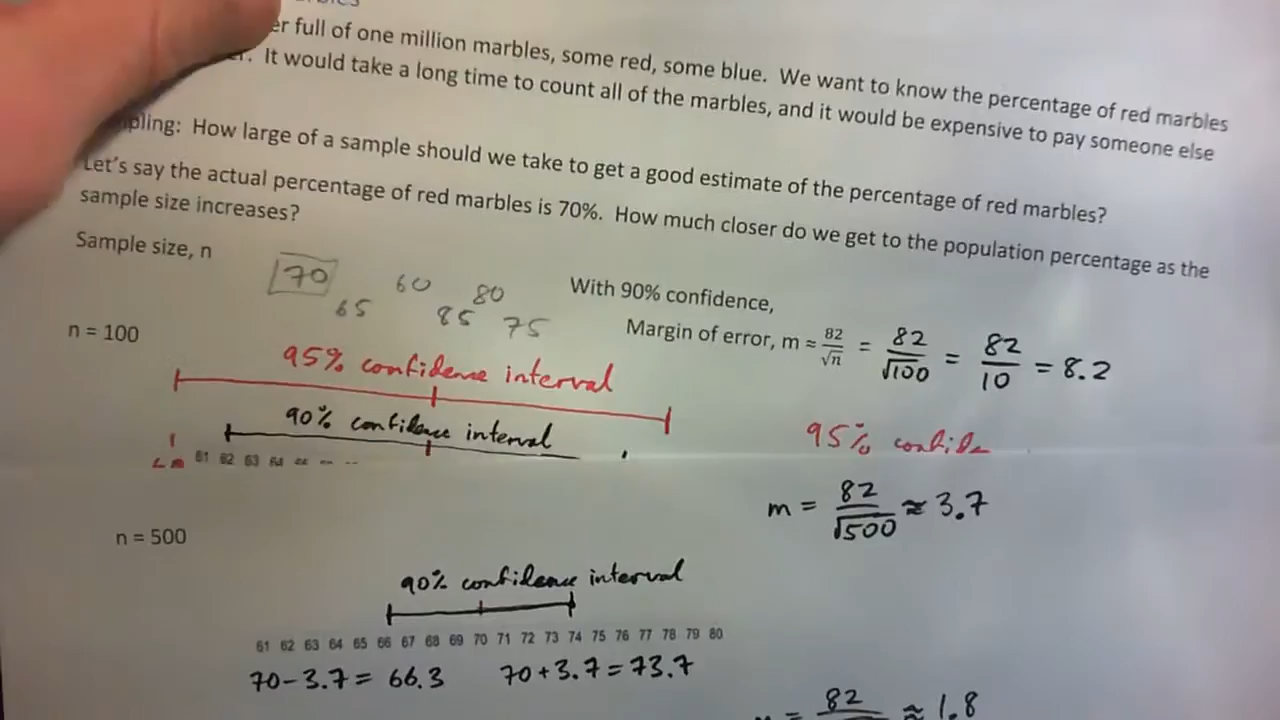 er full of one million marbles, some red, some blue. We want to know the percentage of red marbles
It would take a long time to count all of the marbles, and it would be expensive to pay someone else
pling: How large of a sample should we take to get a good estimate of the percentage of red marbles?
Let's say the actual percentage of red marbles is 70%. How much closer do we get to the population percentage as the
sample size increases?
Sample size, n
70 60 80
65 85 75
With 90% confidence,
n = 100
Margin of error, m ≈ 82/√n = 82/√100 = 82/10 = 8.2
95% confidence interval
90% confidence interval
95% confide
61 62 63 64
m = 82/√500 ≈ 3.7
n = 500
90% confidence interval
61 62 63 64 65 66 67 68 69 70 71 72 73 74 75 76 77 78 79 80
70-3.7 = 66.3 70+3.7 = 73.7
= 82 ≈ 1.8